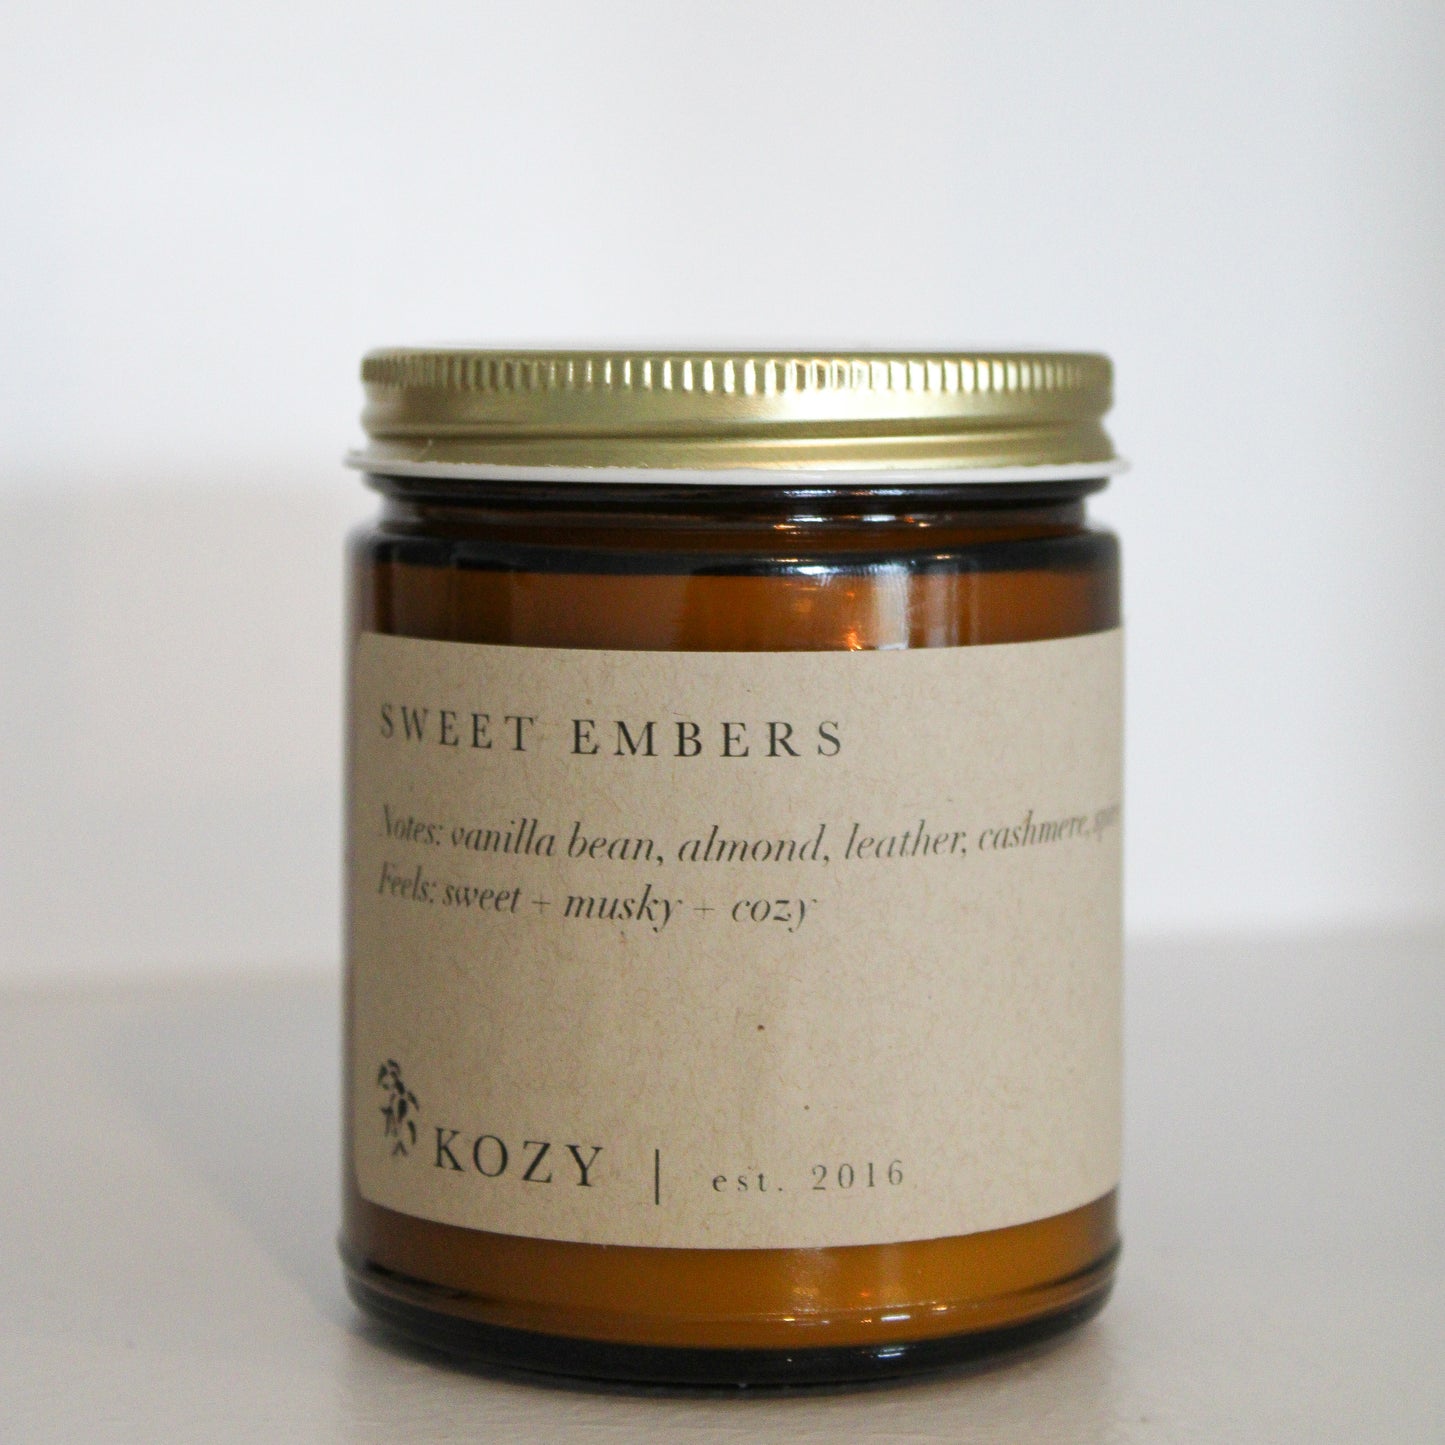 SWEET EMBERS
Notes: vanilla bean, almond, leather, cashmere,
Feels: sweet + musky + cozy
KOZY | est. 2016